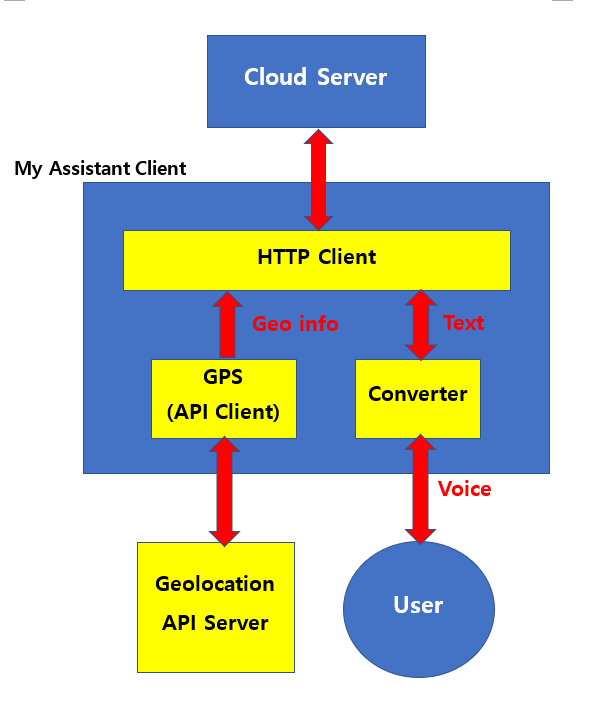 Cloud Server
My Assistant Client
HTTP Client
Geo info
Text
GPS
(API Client)
Converter
Voice
Geolocation
API Server
User